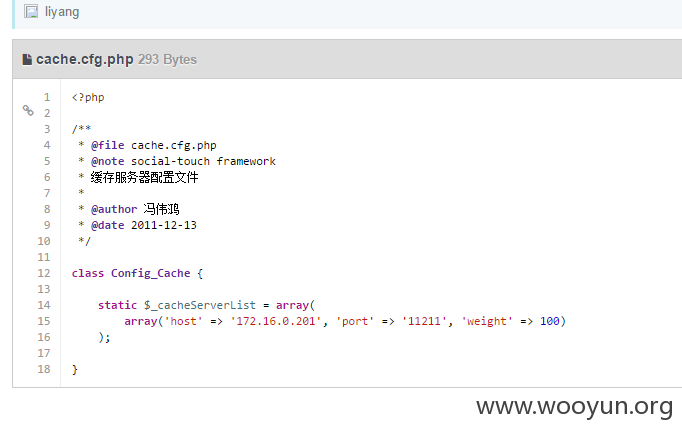 liyang
cache.cfg.php 293 Bytes
1 <?php
2
3 /**
4 * @file cache.cfg.php
5 * @note social-touch framework
6 * 缓存服务器配置文件
7 *
8 * @author 冯伟鸿
9 * @date 2011-12-13
10 */
11
12 class Config_Cache {
13
14 static $_cacheServerList = array(
15 array('host' => '172.16.0.201', 'port' => '11211', 'weight' => 100)
16 );
17
18 }
www.wooyun.org